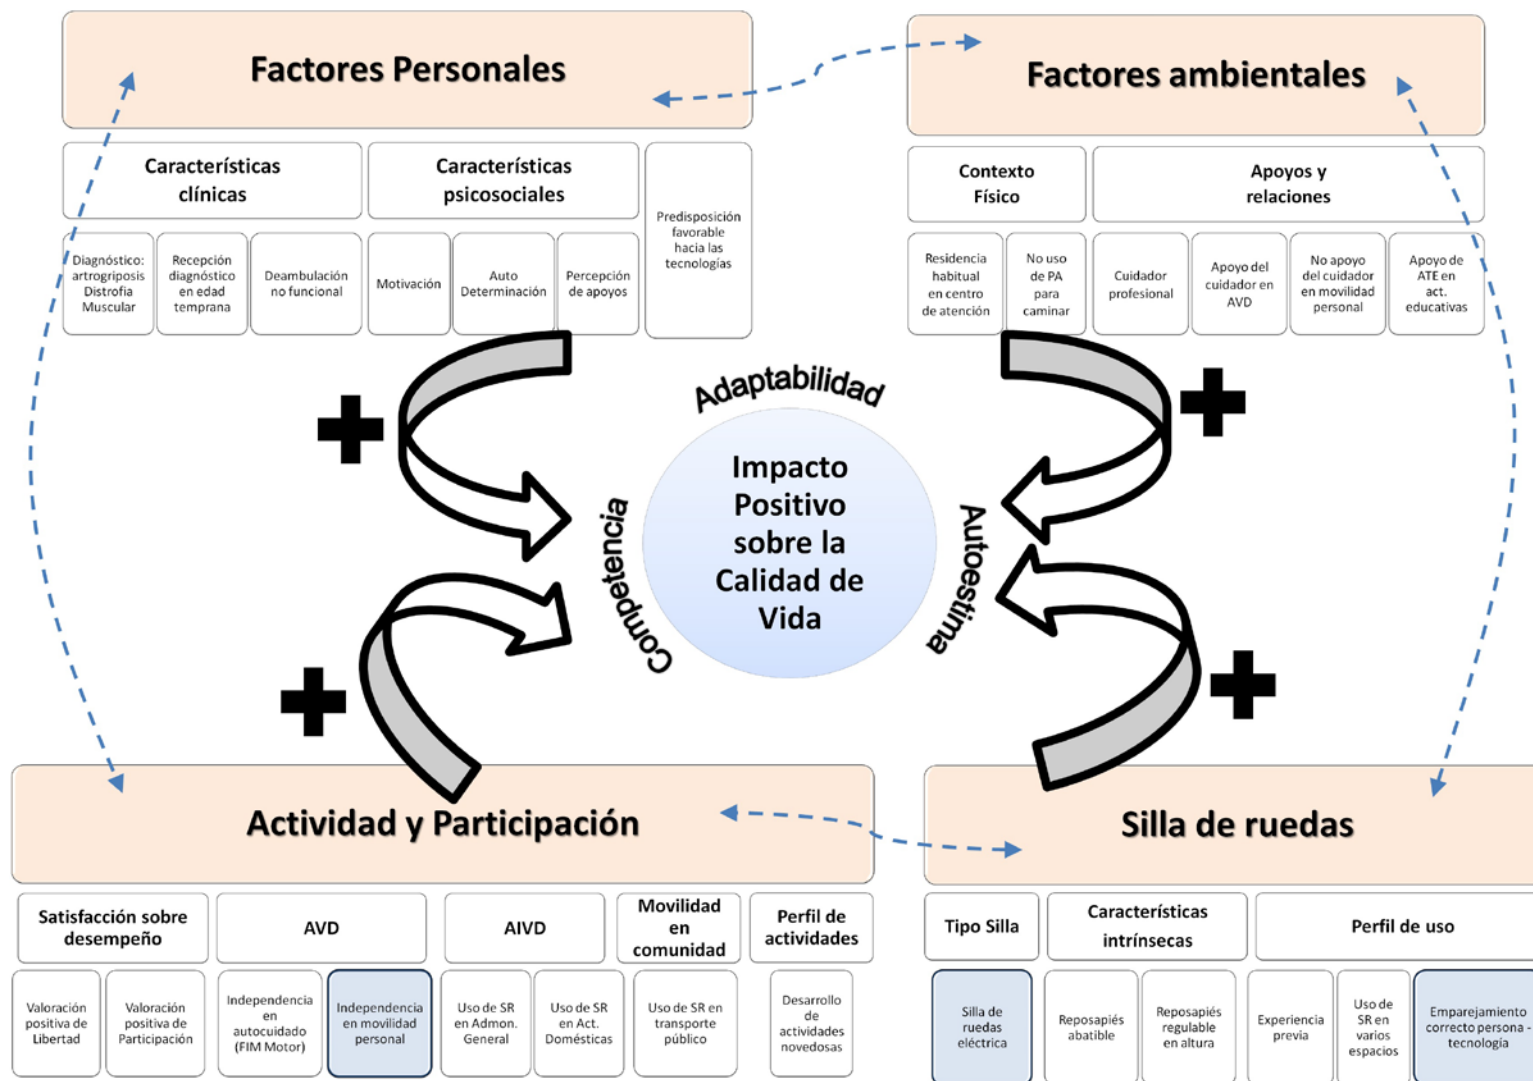 Factores Personales
Características
clínicas
Características
psicosociales
Predisposición
favorable
hacia las
tecnologías
Diagnóstico:
artrogriposis
Distrofia
Muscular
Recepción
diagnóstico
en edad
temprana
Deambulación
no funcional
Motivación
Auto
Determinación
Percepción
de apoyos
Factores ambientales
Contexto
Físico
Apoyos y
relaciones
Residencia
habitual
en centro
de atención
No uso
de PA
para
caminar
Cuidador
profesional
Apoyo del
cuidador en
AVD
No apoyo
del cuidador
en movilidad
personal
Apoyo de
ATE en
act.
educativas
Adaptabilidad
Competencia
Autoestima
Impacto
Positivo
sobre la
Calidad de
Vida
Actividad y Participación
Satisfacción sobre
desempeño
AVD
AIVD
Movilidad
en
comunidad
Perfil de
actividades
Valoración
positiva de
Libertad
Valoración
positiva de
Participación
Independencia
en
autocuidado
(FIM Motor)
Independencia
en movilidad
personal
Uso de SR
en Admon.
General
Uso de SR
en Act.
Domésticas
Uso de SR en
transporte
público
Desarrollo
de
actividades
novedosas
Silla de ruedas
Tipo Silla
Características
intrínsecas
Perfil de uso
Silla de
ruedas
eléctrica
Reposapiés
abatible
Reposapiés
regulable
en altura
Experiencia
previa
Uso de
SR en
varios
espacios
Emparejamiento
correcto persona -
tecnología